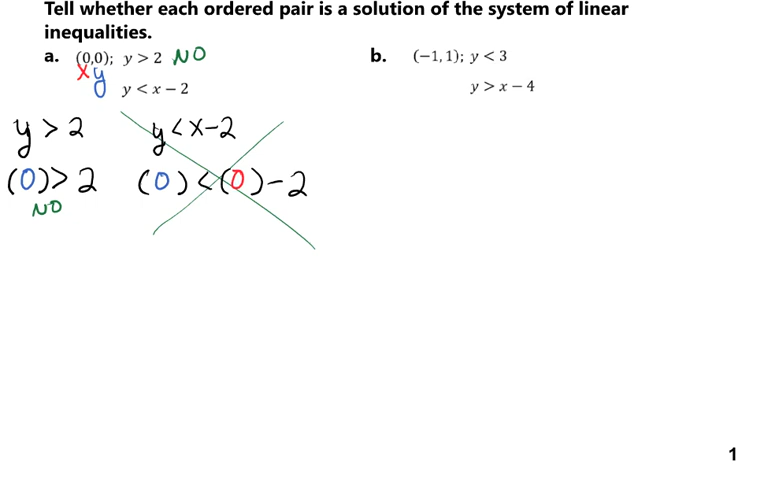 Tell whether each ordered pair is a solution of the system of linear
inequalities.
a. (0,0); y > 2 NO
x y
y < x − 2
b. (−1,1); y < 3
y > x − 4
y > 2
(0) > 2
NO
y < x − 2
(0) < (0) − 2
1